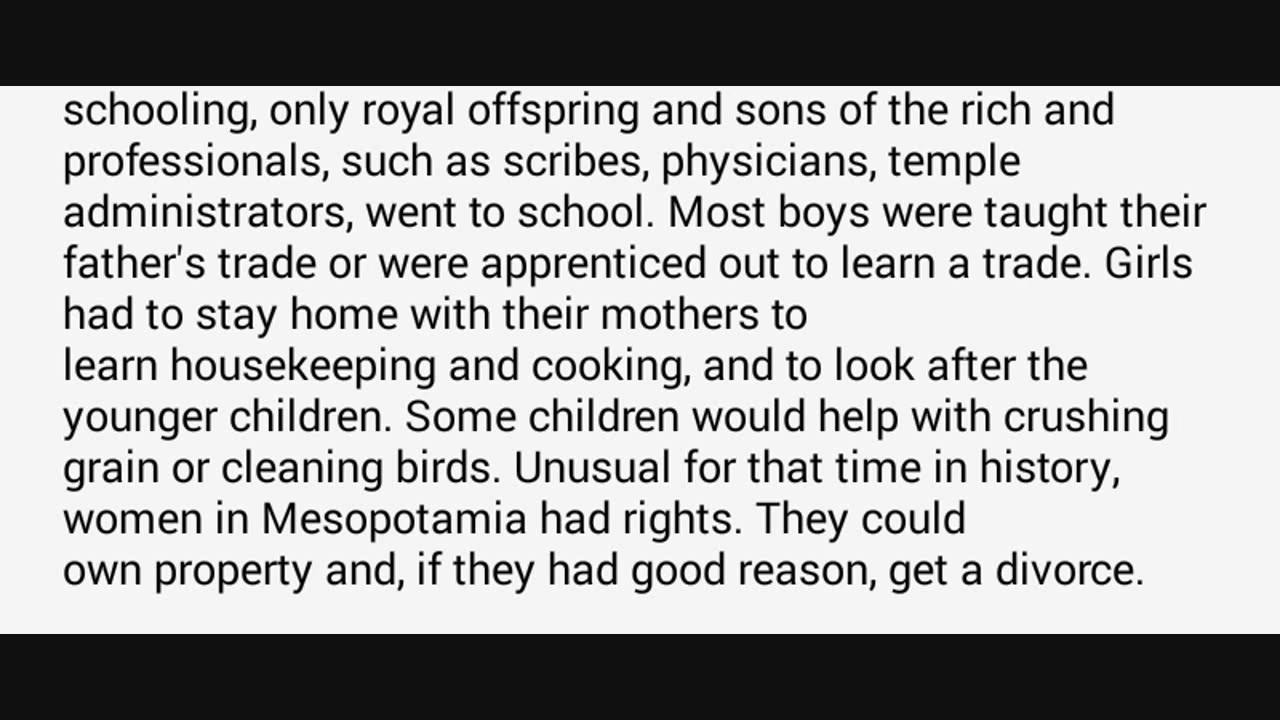 schooling, only royal offspring and sons of the rich and
professionals, such as scribes, physicians, temple
administrators, went to school. Most boys were taught their
father's trade or were apprenticed out to learn a trade. Girls
had to stay home with their mothers to
learn housekeeping and cooking, and to look after the
younger children. Some children would help with crushing
grain or cleaning birds. Unusual for that time in history,
women in Mesopotamia had rights. They could
own property and, if they had good reason, get a divorce.